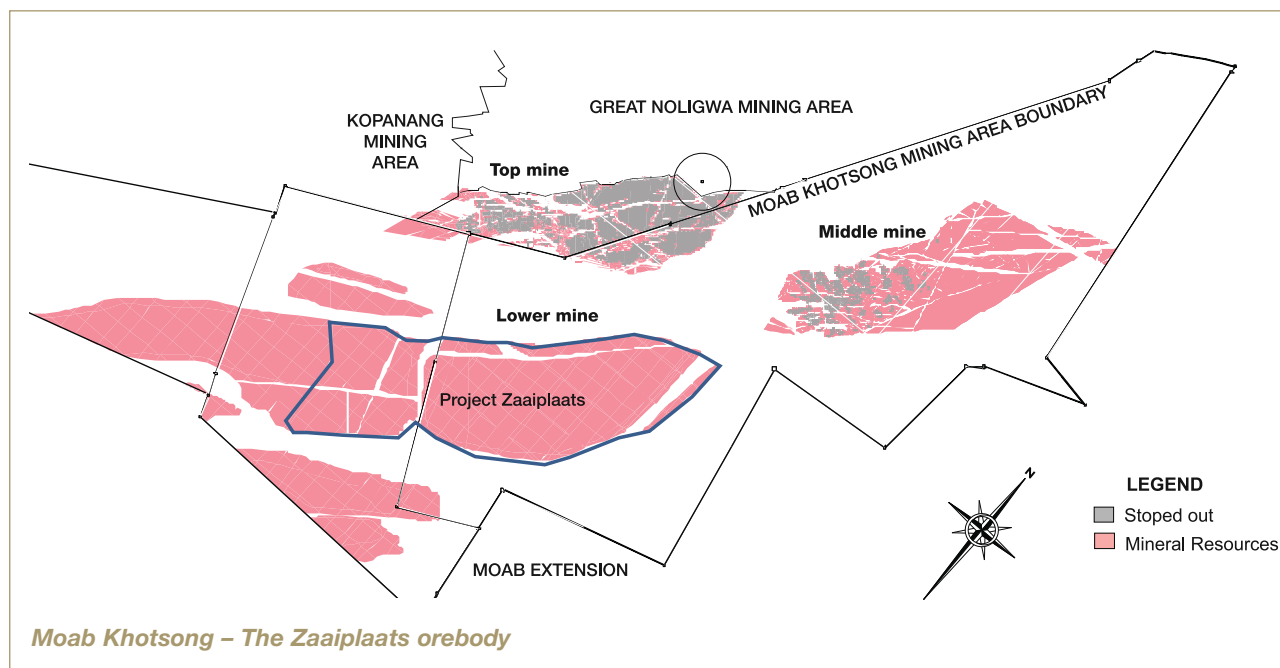 GREAT NOLIGWA MINING AREA
KOPANANG
MINING
AREA
MOAB KHOTSONG MINING AREA BOUNDARY
Top mine
Middle mine
Lower mine
Project Zaaiplaats
MOAB EXTENSION
N
LEGEND
Stoped out
Mineral Resources
Moab Khotsong – The Zaaiplaats orebody